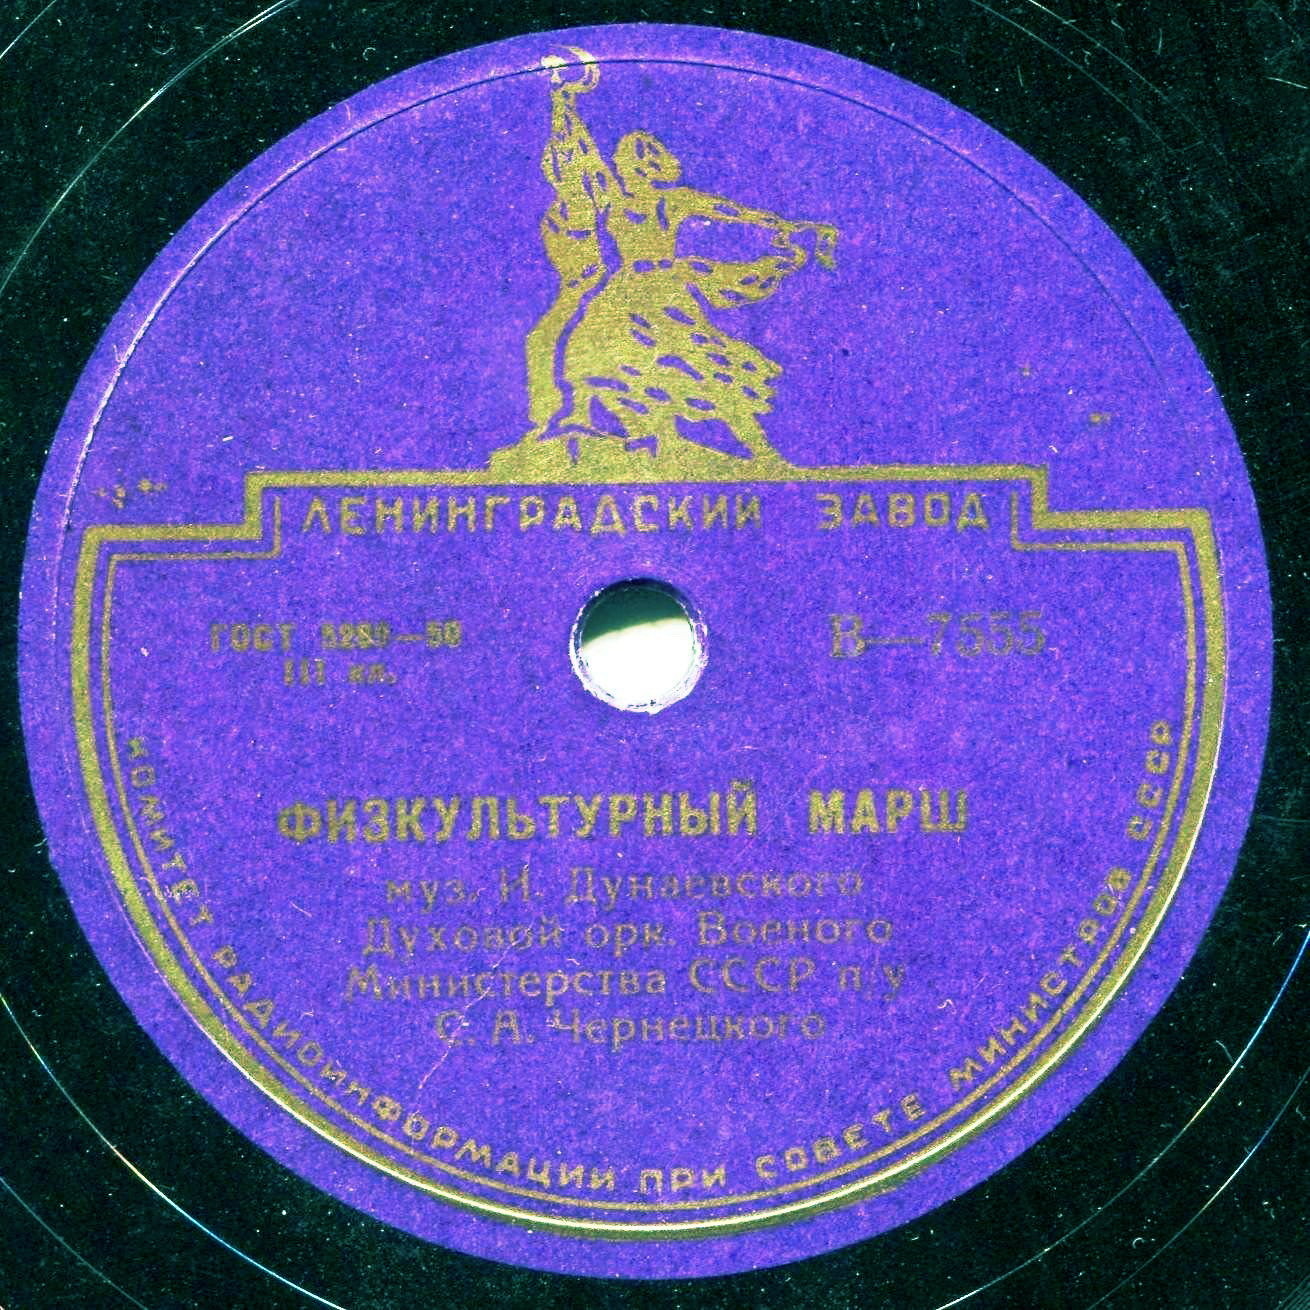 ЛЕНИНГРАДСКИЙ ЗАВОД
ГОСТ 5289—50
III кл.
В—7555
ФИЗКУЛЬТУРНЫЙ МАРШ
муз. И. Дунаевского
Духовой орк. Военого
Министерства СССР п/у
С. А. Чернецкого
КОМИТЕТ РАДИОИНФОРМАЦИИ ПРИ СОВЕТЕ МИНИСТРОВ СССР